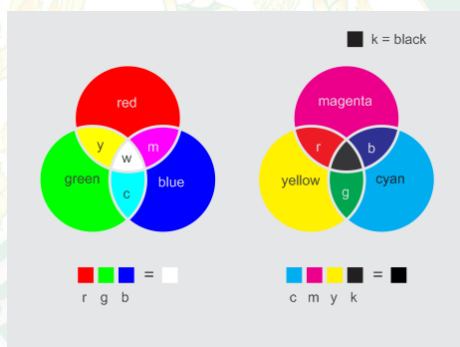 k = black
red
y
m
w
green
c
blue
magenta
r
b
yellow
g
cyan
=
r g b
=
c m y k